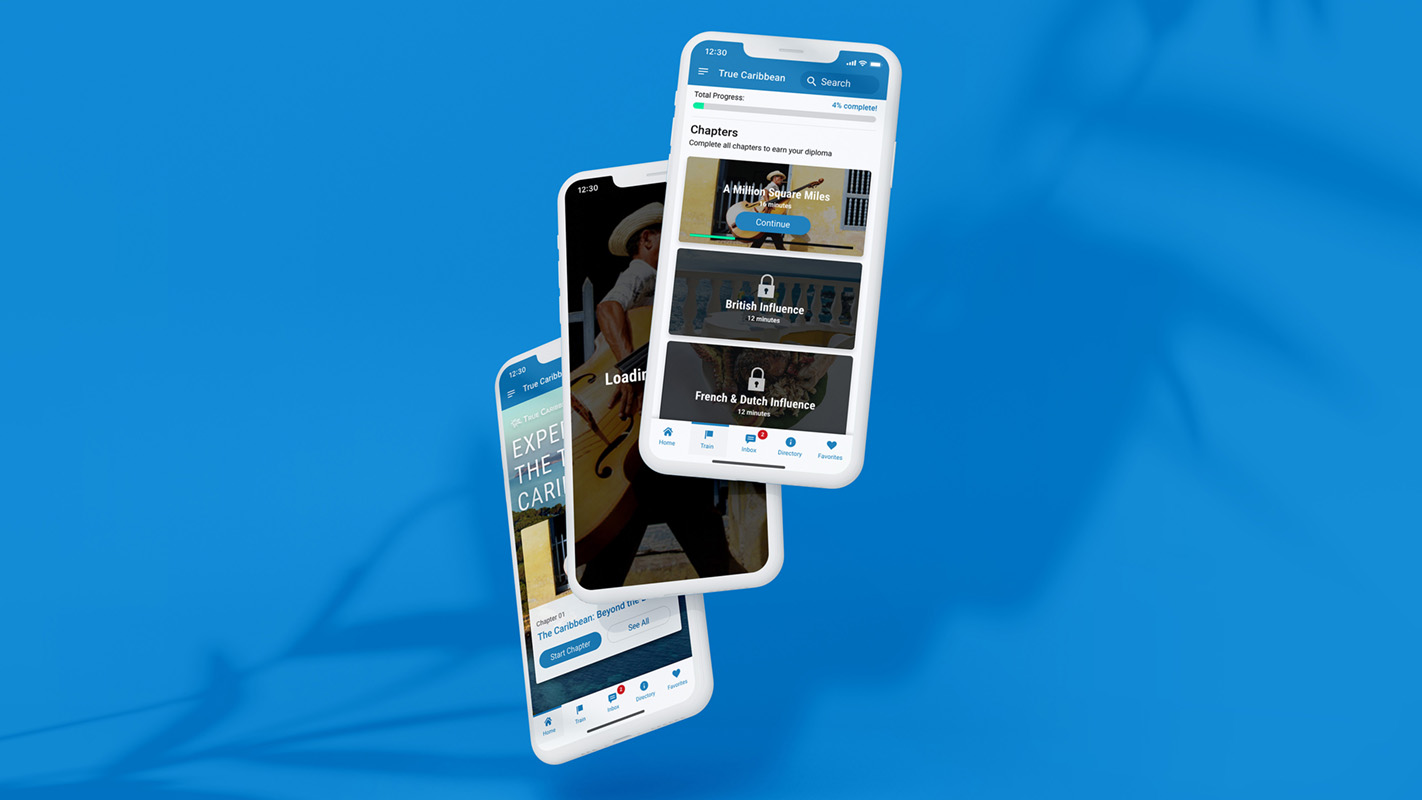 12:30
True Caribbean
Search
Total Progress:
4% complete!
Chapters
Complete all chapters to earn your diploma
A Million Square Miles
16 minutes
Continue
British Influence
12 minutes
French & Dutch Influence
12 minutes
Home
Train
2
Inbox
Directory
Favorites
12:30
Loadin
12:30
True Caribb
TRUE CARIB
EXPE
THE T
CARI
Chapter 01
The Caribbean: Beyond the
Start Chapter
See All
Home
Train
2
Inbox
Directory
Favorites